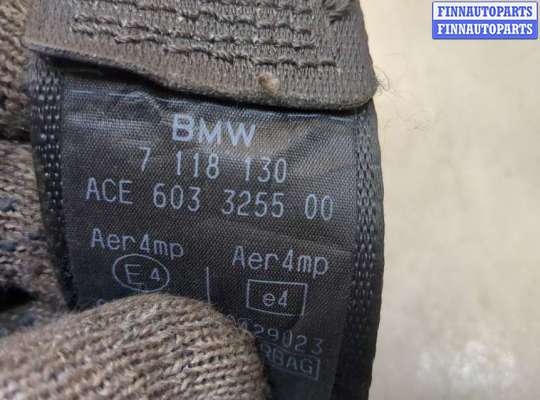 FINNAUTOPARTS
FINNAUTOPARTS
BMW
7 118 130
ACE 603 3255 00
Aer4mp Aer4mp
E4 e4